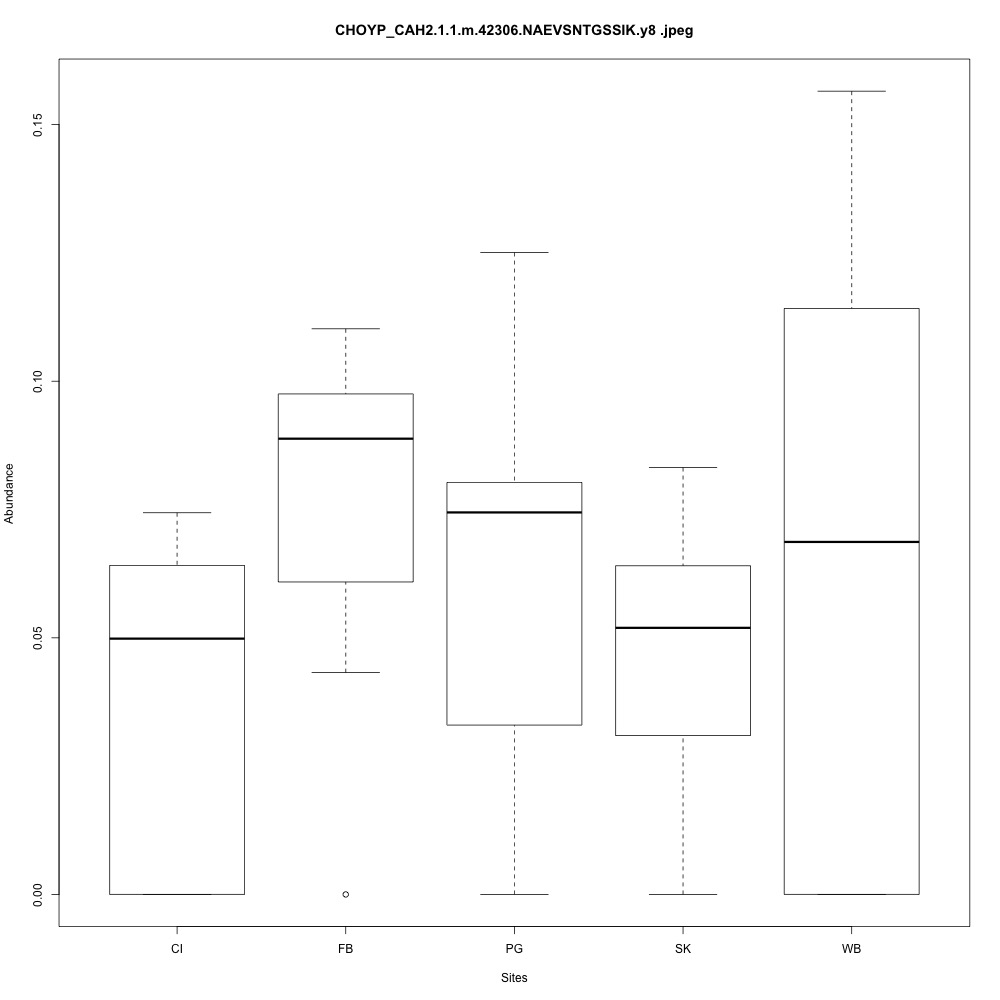 CHOYP_CAH2.1.1.m.42306.NAEVSNTGSSIK.y8 .jpeg
Abundance
0.15
0.10
0.05
0.00
CI FB PG SK WB
Sites